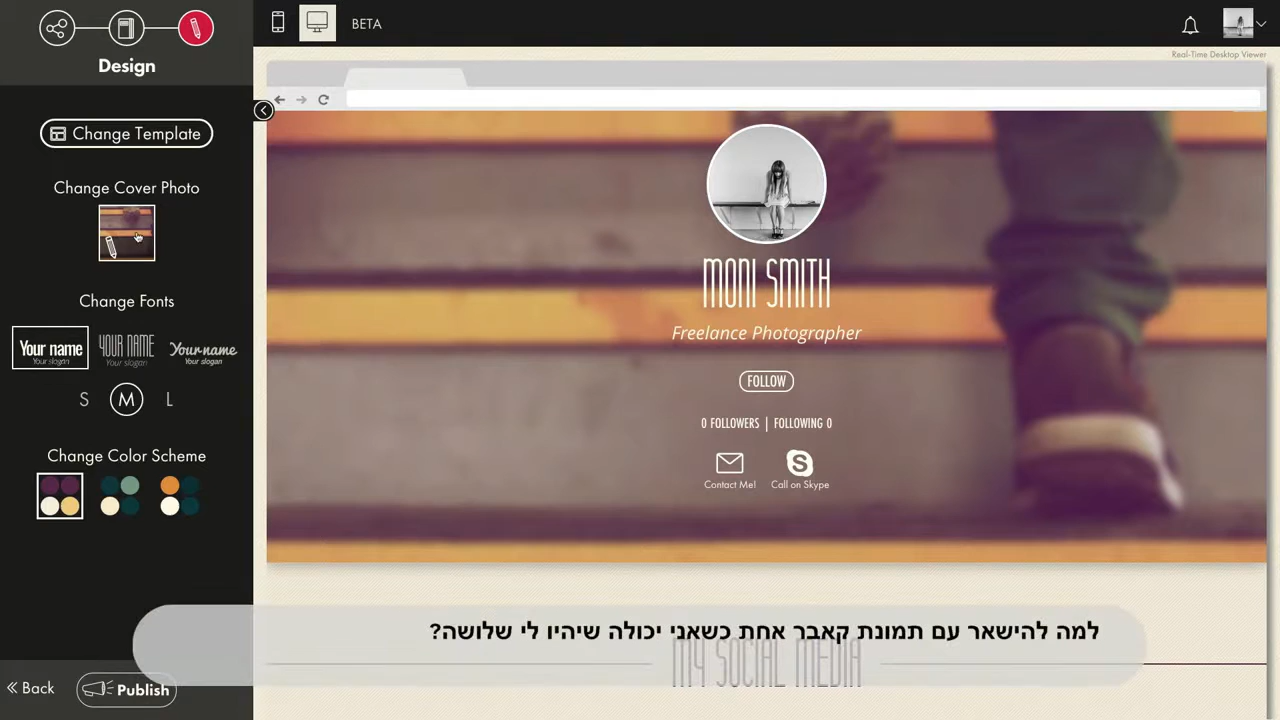 Design
Change Template
Change Cover Photo
Change Fonts
Your name
Your slogan
YOUR NAME
Your slogan
Your name
Your slogan
S M L
Change Color Scheme
Back
Publish
BETA
Real-Time Desktop Viewer
MONI SMITH
Freelance Photographer
FOLLOW
0 FOLLOWERS | FOLLOWING 0
Contact Me!
Call on Skype
למה להישאר עם תמונת קאבר אחת כשאני יכולה שיהיו לי שלושה?
MY SOCIAL MEDIA